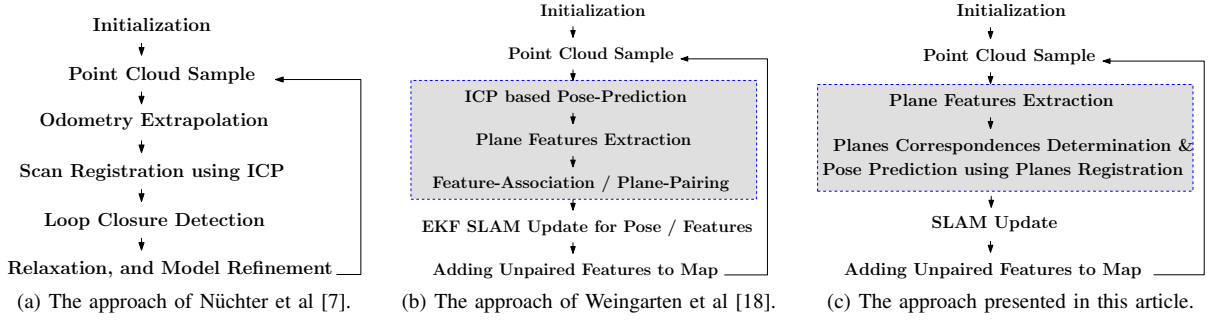 Initialization
Point Cloud Sample
Odometry Extrapolation
Scan Registration using ICP
Loop Closure Detection
Relaxation, and Model Refinement
(a) The approach of Nüchter et al [7].
Initialization
Point Cloud Sample
ICP based Pose-Prediction
Plane Features Extraction
Feature-Association / Plane-Pairing
EKF SLAM Update for Pose / Features
Adding Unpaired Features to Map
(b) The approach of Weingarten et al [18].
Initialization
Point Cloud Sample
Plane Features Extraction
Planes Correspondences Determination &
Pose Prediction using Planes Registration
SLAM Update
Adding Unpaired Features to Map
(c) The approach presented in this article.